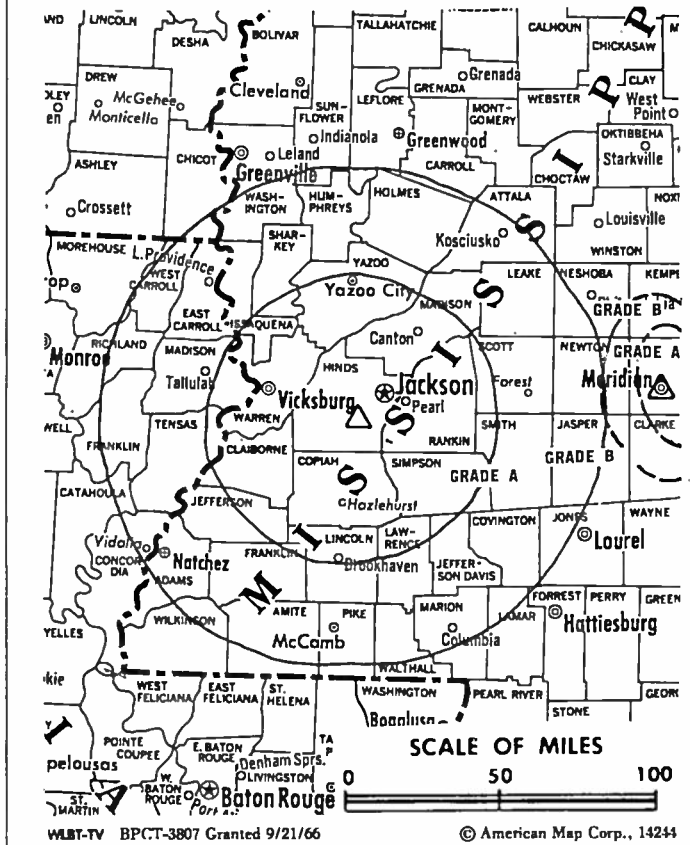 LINCOLN
DESHA
BOLIVAR
TALLAHATCHIE
CALHOUN
CHICKASAW
P
DREW
McGehee
Monticello
Cleveland
SUN-
FLOWER
LEFLORE
Grenada
GRENADA
MONT-
GOMERY
WEBSTER
P
CLAY
West
Point
OKTIBBEHA
Starkville
ASHLEY
CHICOT
Leland
Greenville
Indianola
Greenwood
CARROLL
I
CHOCTAW
Crossett
WASH-
INGTON
HUM-
PHREYS
HOLMES
ATTALA
Kosciusko
S
Louisville
WINSTON
MOREHOUSE
L. Providence
WEST
CARROLL
SHAR-
KEY
YAZOO
Yazoo City
MADISON
LEAKE
NESHOBA
S
EAST
CARROLL
ISSAQUENA
Canton
GRADE B
RICHLAND
MADISON
Tallulah
HINDS
I
SCOTT
NEWTON
GRADE A
Vicksburg
Jackson
Pearl
Forest
Meridian
WARREN
TENSAS
S
RANKIN
SMITH
JASPER
CLARKE
FRANKLIN
CLAIBORNE
COPIAH
SIMPSON
GRADE A
GRADE B
CATAHOULA
JEFFERSON
S
Hazlehurst
COVINGTON
JONES
WAYNE
Vidalia
CONCOR-
DIA
Natchez
ADAMS
FRANKLIN
I
LINCOLN
Brookhaven
LAW-
RENCE
JEFFER-
SON DAVIS
Laurel
WILKINSON
M
AMITE
PIKE
McComb
MARION
Columbia
LAMAR
FORREST
PERRY
Hattiesburg
WALTHALL
WEST
FELICIANA
EAST
FELICIANA
ST.
HELENA
WASHINGTON
Bogalusa
PEARL RIVER
STONE
POINTE
COUPEE
E. BATON
ROUGE
Denham Sprs.
LIVINGSTON
W.
BATON
ROUGE
Baton Rouge
ST.
MARTIN
A
SCALE OF MILES
0 50 100
WLBT-TV BPCT-3807 Granted 9/21/66
© American Map Corp., 14244